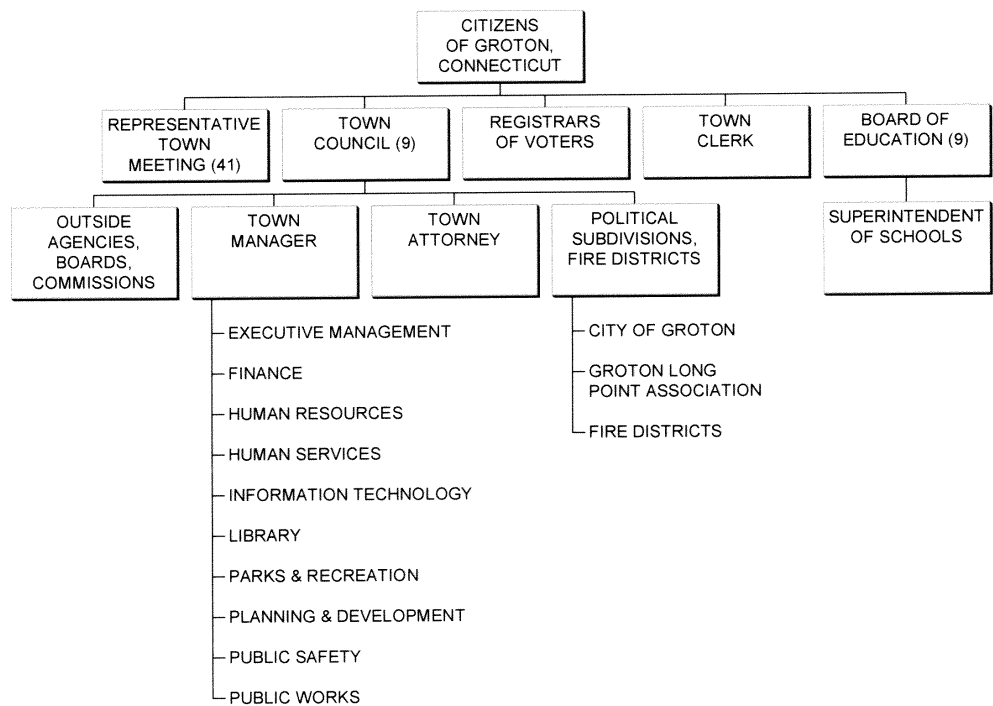 CITIZENS
OF GROTON,
CONNECTICUT
REPRESENTATIVE
TOWN
MEETING (41)
TOWN
COUNCIL (9)
REGISTRARS
OF VOTERS
TOWN
CLERK
BOARD OF
EDUCATION (9)
OUTSIDE
AGENCIES,
BOARDS,
COMMISSIONS
TOWN
MANAGER
TOWN
ATTORNEY
POLITICAL
SUBDIVISIONS,
FIRE DISTRICTS
SUPERINTENDENT
OF SCHOOLS
EXECUTIVE MANAGEMENT
FINANCE
HUMAN RESOURCES
HUMAN SERVICES
INFORMATION TECHNOLOGY
LIBRARY
PARKS & RECREATION
PLANNING & DEVELOPMENT
PUBLIC SAFETY
PUBLIC WORKS
CITY OF GROTON
GROTON LONG
POINT ASSOCIATION
FIRE DISTRICTS